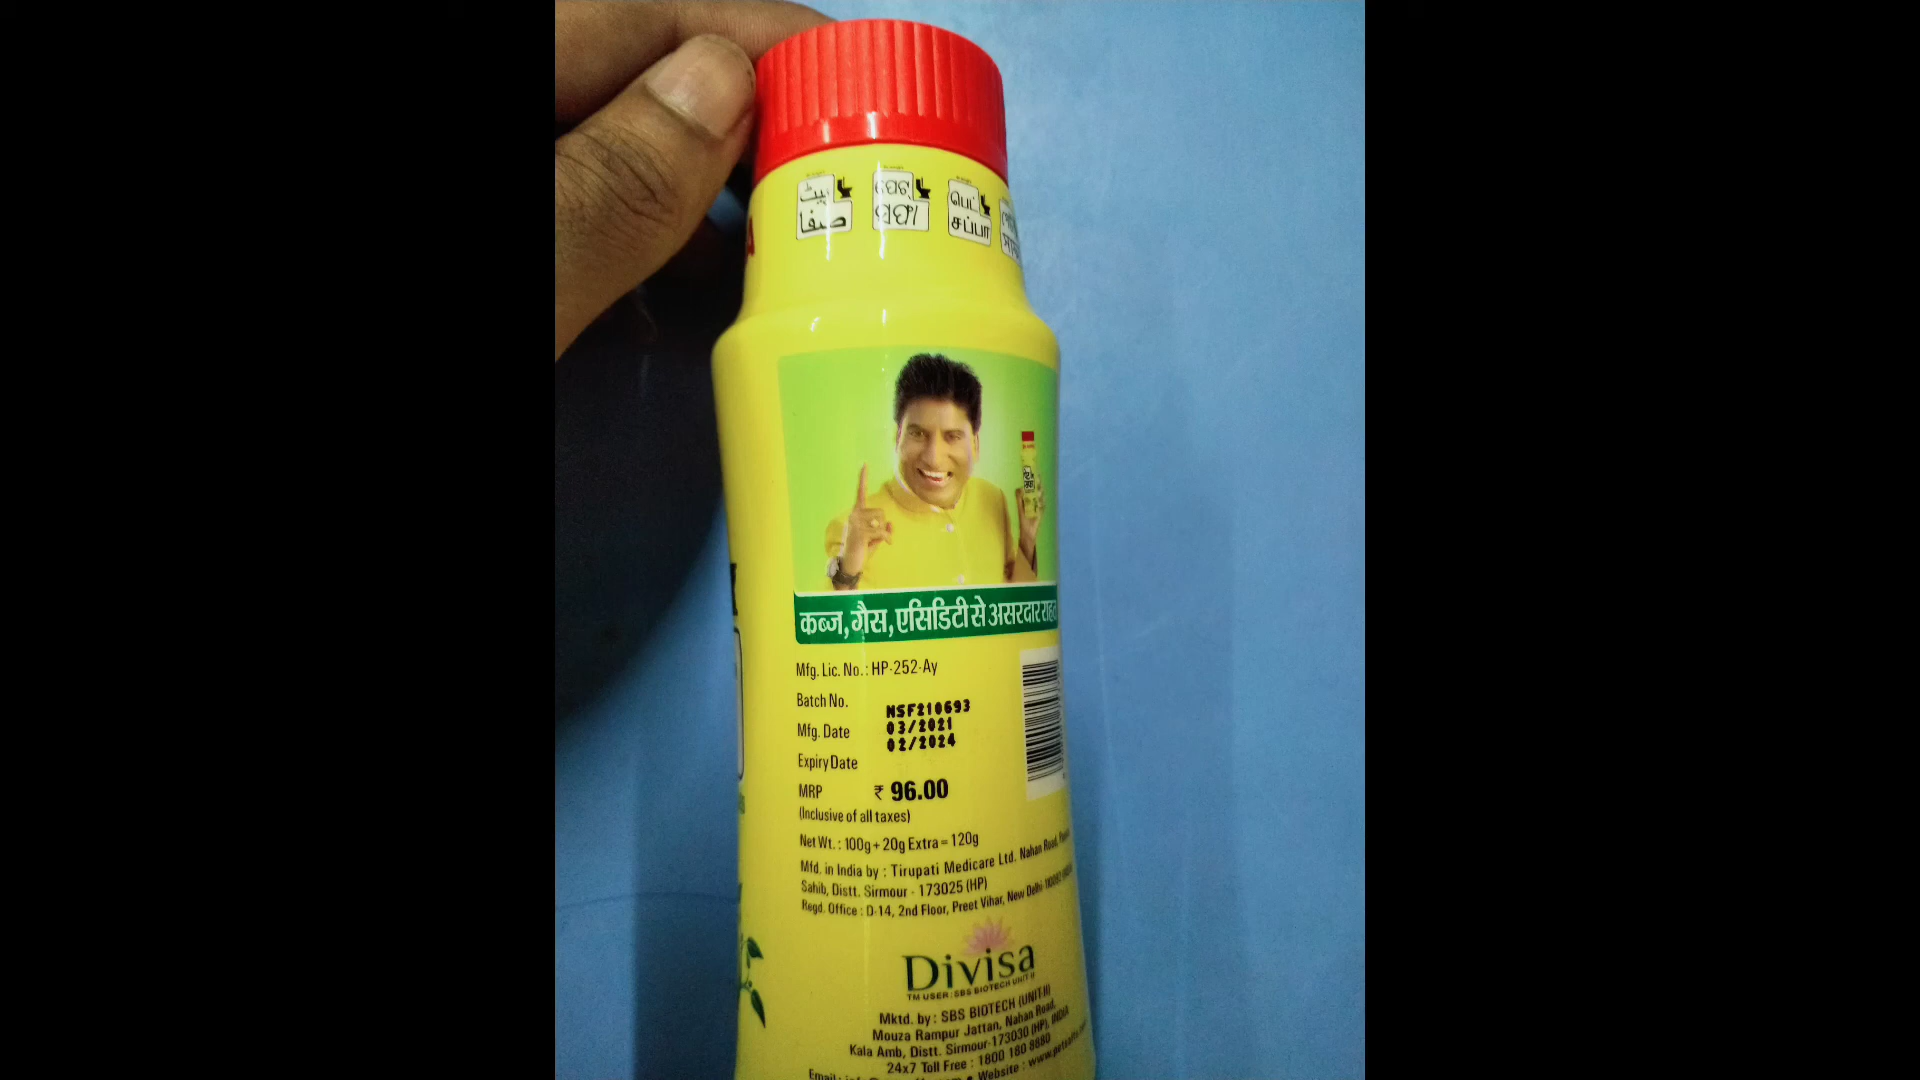 پیٹ
صفا
பெட்
சப்பா
कब्ज, गैस, एसिडिटी से असरदार राहत
Mfg. Lic. No. : HP-252-Ay
Batch No. NSF210693
Mfg. Date 03/2021
Expiry Date 02/2024
MRP ₹ 96.00
(Inclusive of all taxes)
Net Wt. : 100g + 20g Extra = 120g
Mfd. in India by : Tirupati Medicare Ltd. Nahan Road,
Sahib, Distt. Sirmour - 173025 (HP)
Regd. Office : D-14, 2nd Floor, Preet Vihar, New Delhi
Divisa
TM USER : SBS BIOTECH UNIT II
Mktd. by : SBS BIOTECH (UNIT-II)
Mouza Rampur Jattan, Nahan Road,
Kala Amb, Distt. Sirmour-173030 (HP), INDIA
24x7 Toll Free : 1800 180 8880
Email : • Website :